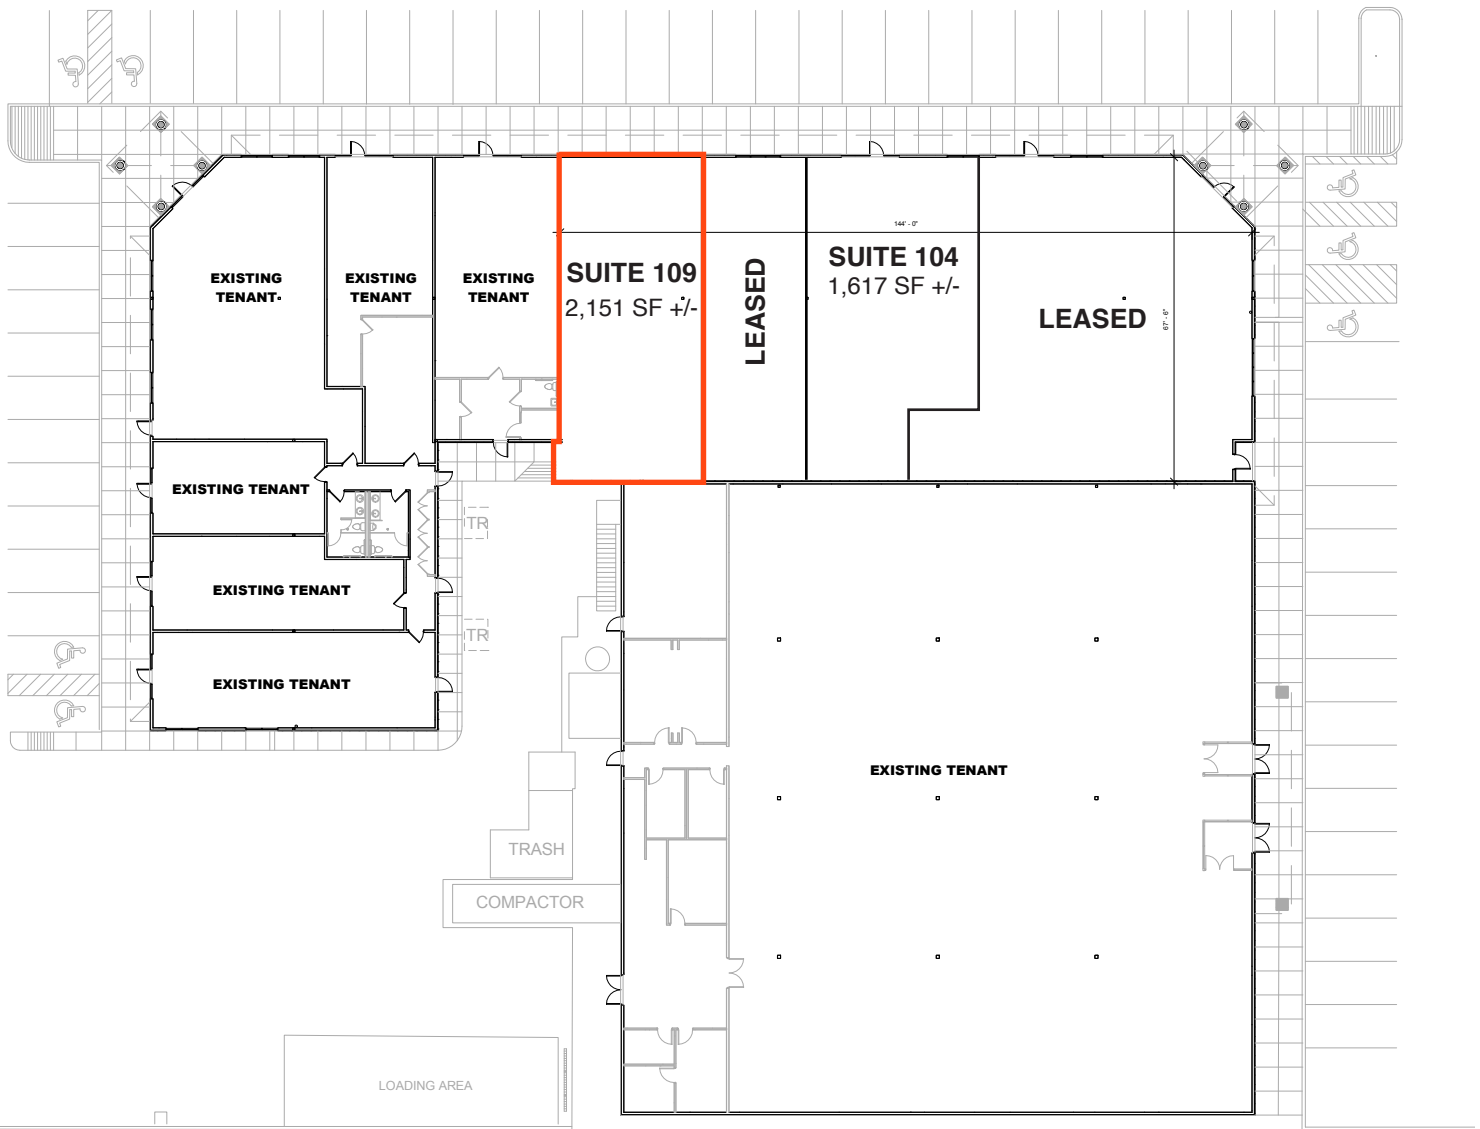 144' - 0"
SUITE 104
1,617 SF +/-
EXISTING
TENANT
EXISTING
TENANT
EXISTING
TENANT
SUITE 109
2,151 SF +/-
LEASED
LEASED
67' - 6"
EXISTING TENANT
TR
EXISTING TENANT
TR
EXISTING TENANT
EXISTING TENANT
TRASH
COMPACTOR
LOADING AREA